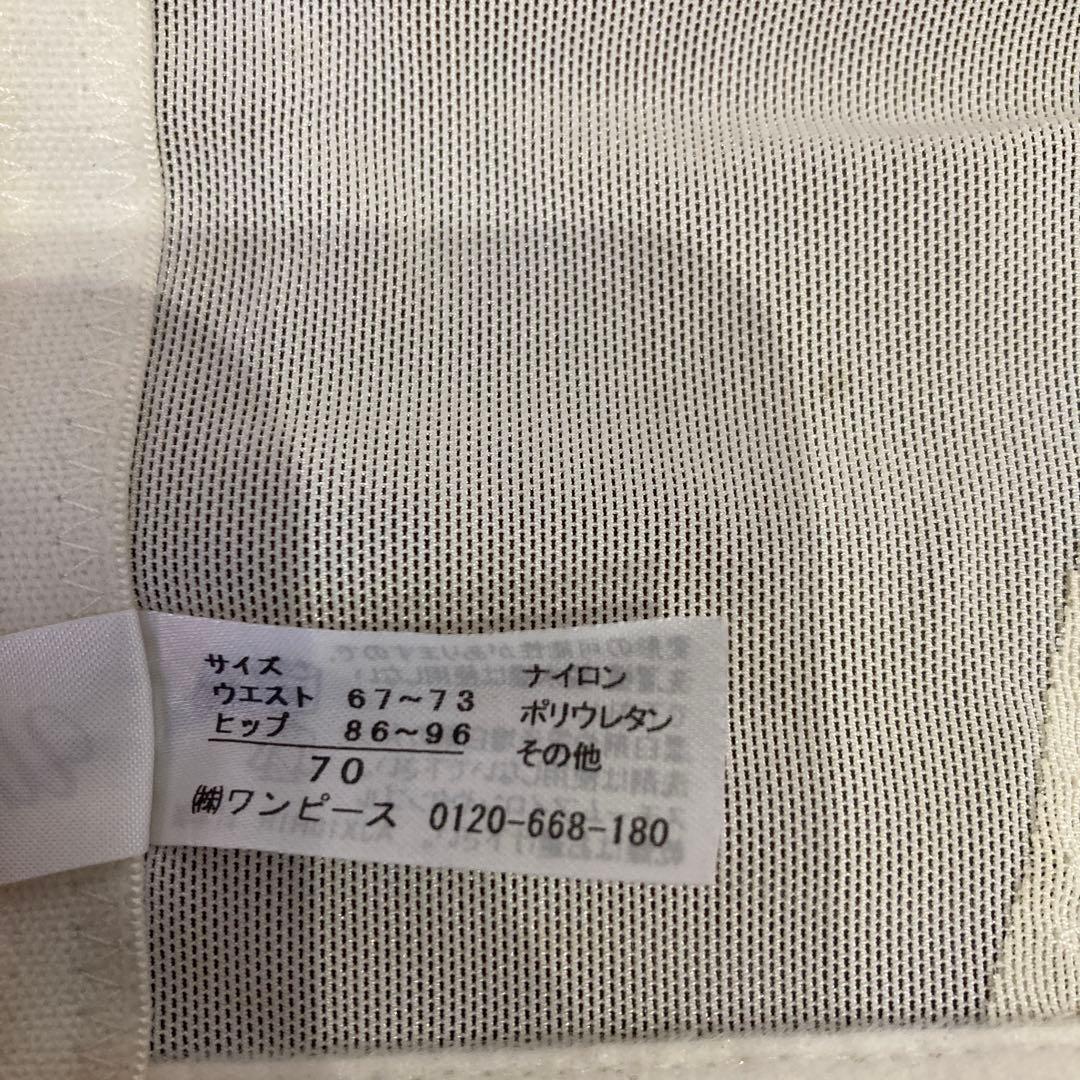 サイズ
ウエスト 67～73
ヒップ 86～96
70
ナイロン
ポリウレタン
その他
㈱ワンピース 0120-668-180